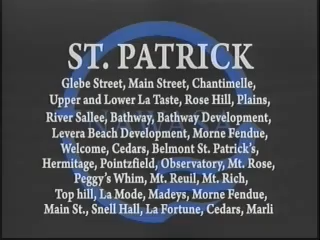 ST. PATRICK
Glebe Street, Main Street, Chantimelle,
Upper and Lower La Taste, Rose Hill, Plains,
River Sallee, Bathway, Bathway Development,
Levera Beach Development, Morne Fendue,
Welcome, Cedars, Belmont St. Patrick's,
Hermitage, Pointzfield, Observatory, Mt. Rose,
Peggy's Whim, Mt. Reuil, Mt. Rich,
Top hill, La Mode, Madeys, Morne Fendue,
Main St., Snell Hall, La Fortune, Cedars, Marli